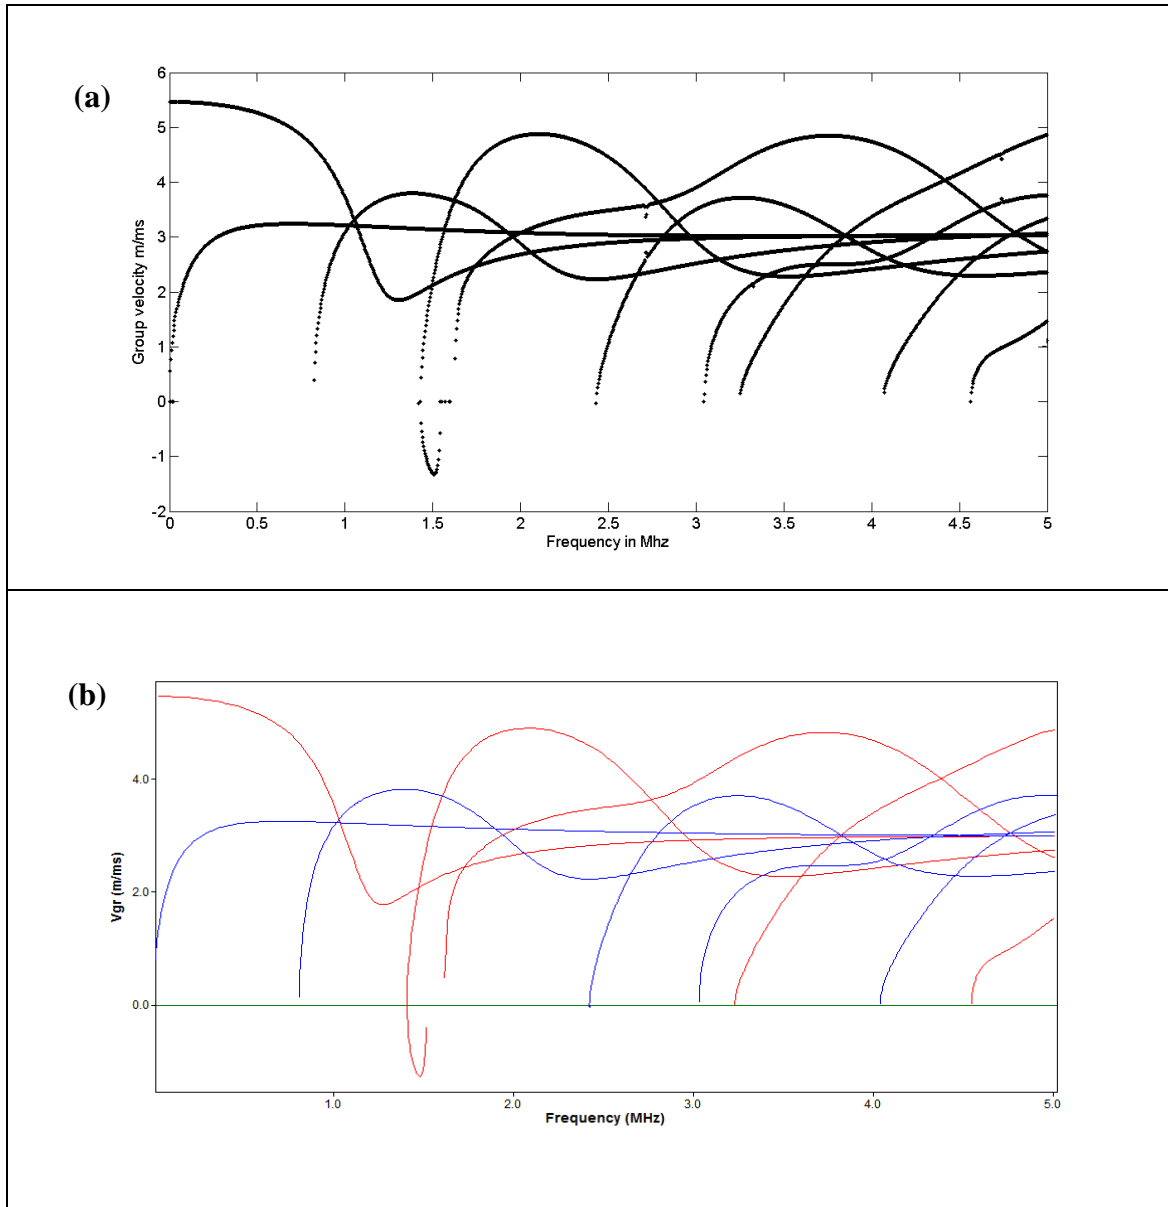 (a)
6
5
4
3
2
1
0
-1
-2
Group velocity m/ms
0 0.5 1 1.5 2 2.5 3 3.5 4 4.5 5
Frequency in Mhz
(b)
4.0
2.0
0.0
Vgr (m/ms)
1.0 2.0 3.0 4.0 5.0
Frequency (MHz)